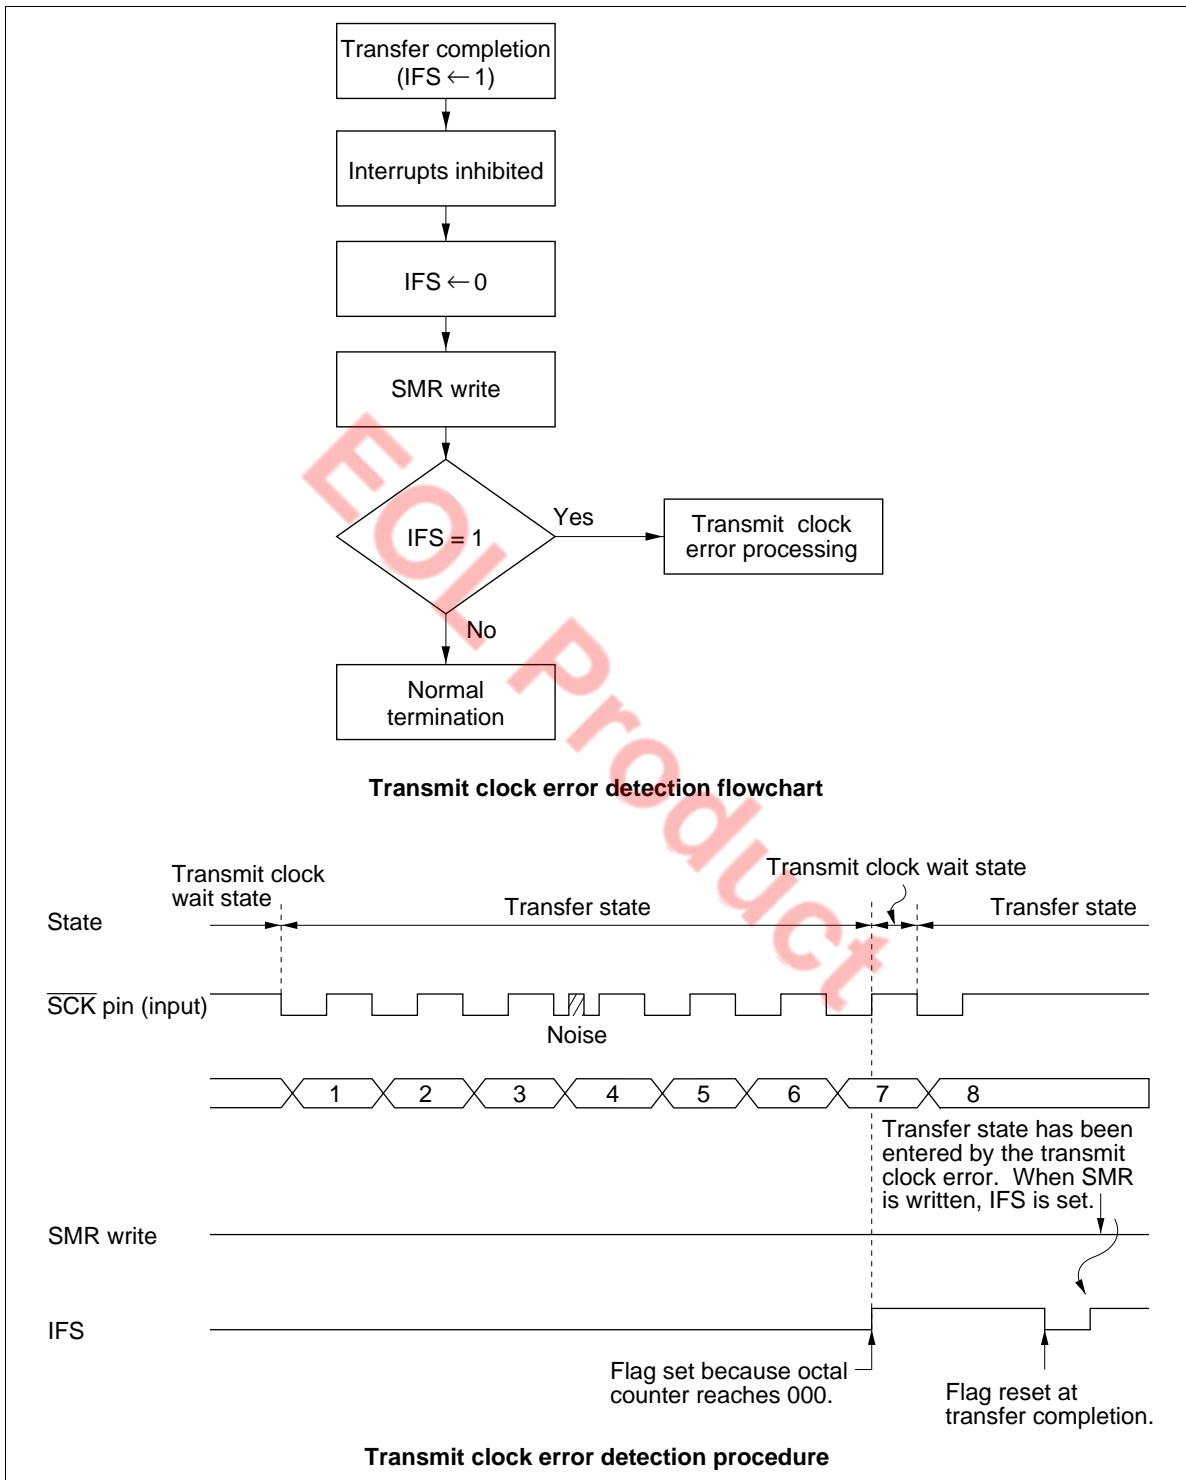 Transfer completion
(IFS ← 1)
Interrupts inhibited
IFS ← 0
SMR write
IFS = 1
Yes
Transmit clock
error processing
No
Normal
termination
Transmit clock error detection flowchart
Transmit clock
wait state
Transmit clock wait state
State
Transfer state
Transfer state
SCK pin (input)
Noise
1 2 3 4 5 6 7 8
Transfer state has been
entered by the transmit
clock error. When SMR
is written, IFS is set.
SMR write
IFS
Flag set because octal
counter reaches 000.
Flag reset at
transfer completion.
Transmit clock error detection procedure
EOL Product